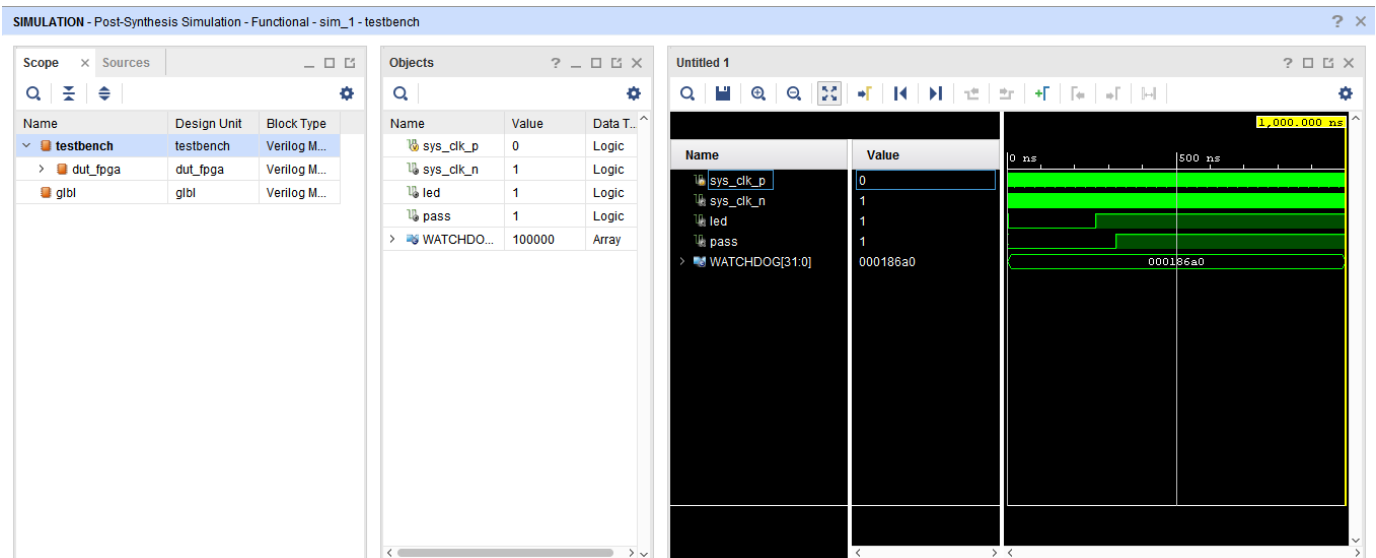 SIMULATION - Post-Synthesis Simulation - Functional - sim_1 - testbench
Scope Sources
Name Design Unit Block Type
testbench testbench Verilog M...
dut_fpga dut_fpga Verilog M...
glbl glbl Verilog M...
Objects
Name Value Data T...
sys_clk_p 0 Logic
sys_clk_n 1 Logic
led 1 Logic
pass 1 Logic
WATCHDO... 100000 Array
Untitled 1
1,000.000 ns
Name Value
0 ns 500 ns
sys_clk_p 0
sys_clk_n 1
led 1
pass 1
WATCHDOG[31:0] 000186a0 000186a0